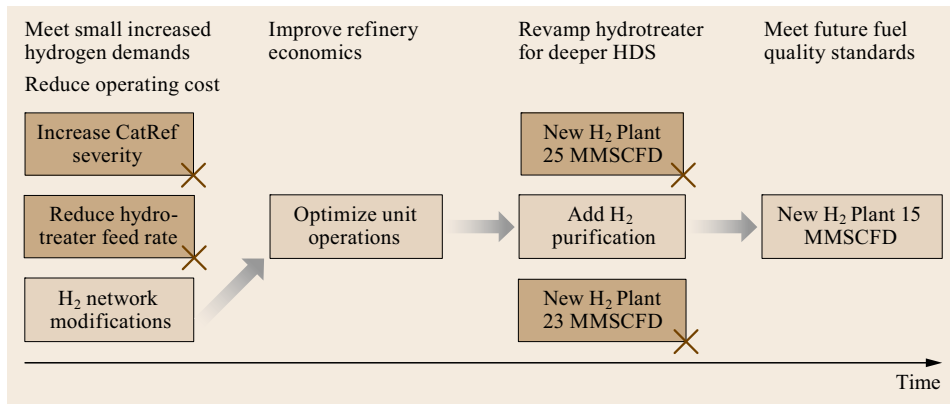 Meet small increased
hydrogen demands
Reduce operating cost
Improve refinery
economics
Revamp hydrotreater
for deeper HDS
Meet future fuel
quality standards
Increase CatRef
severity
Reduce hydro-
treater feed rate
H₂ network
modifications
Optimize unit
operations
New H₂ Plant
25 MMSCFD
Add H₂
purification
New H₂ Plant
23 MMSCFD
New H₂ Plant 15
MMSCFD
Time